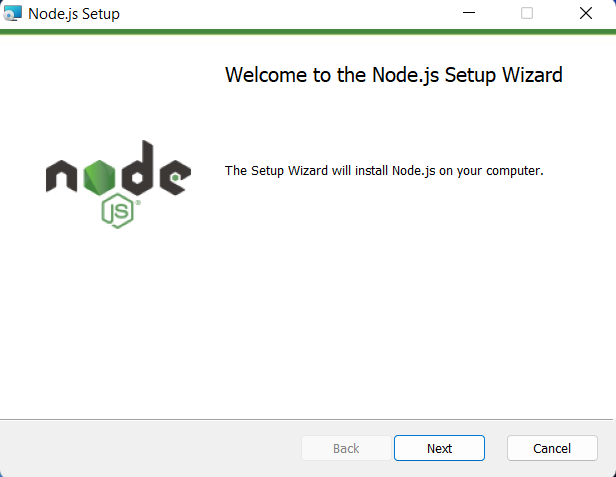 Node.js Setup
Welcome to the Node.js Setup Wizard
The Setup Wizard will install Node.js on your computer.
node
JS®
Back
Next
Cancel